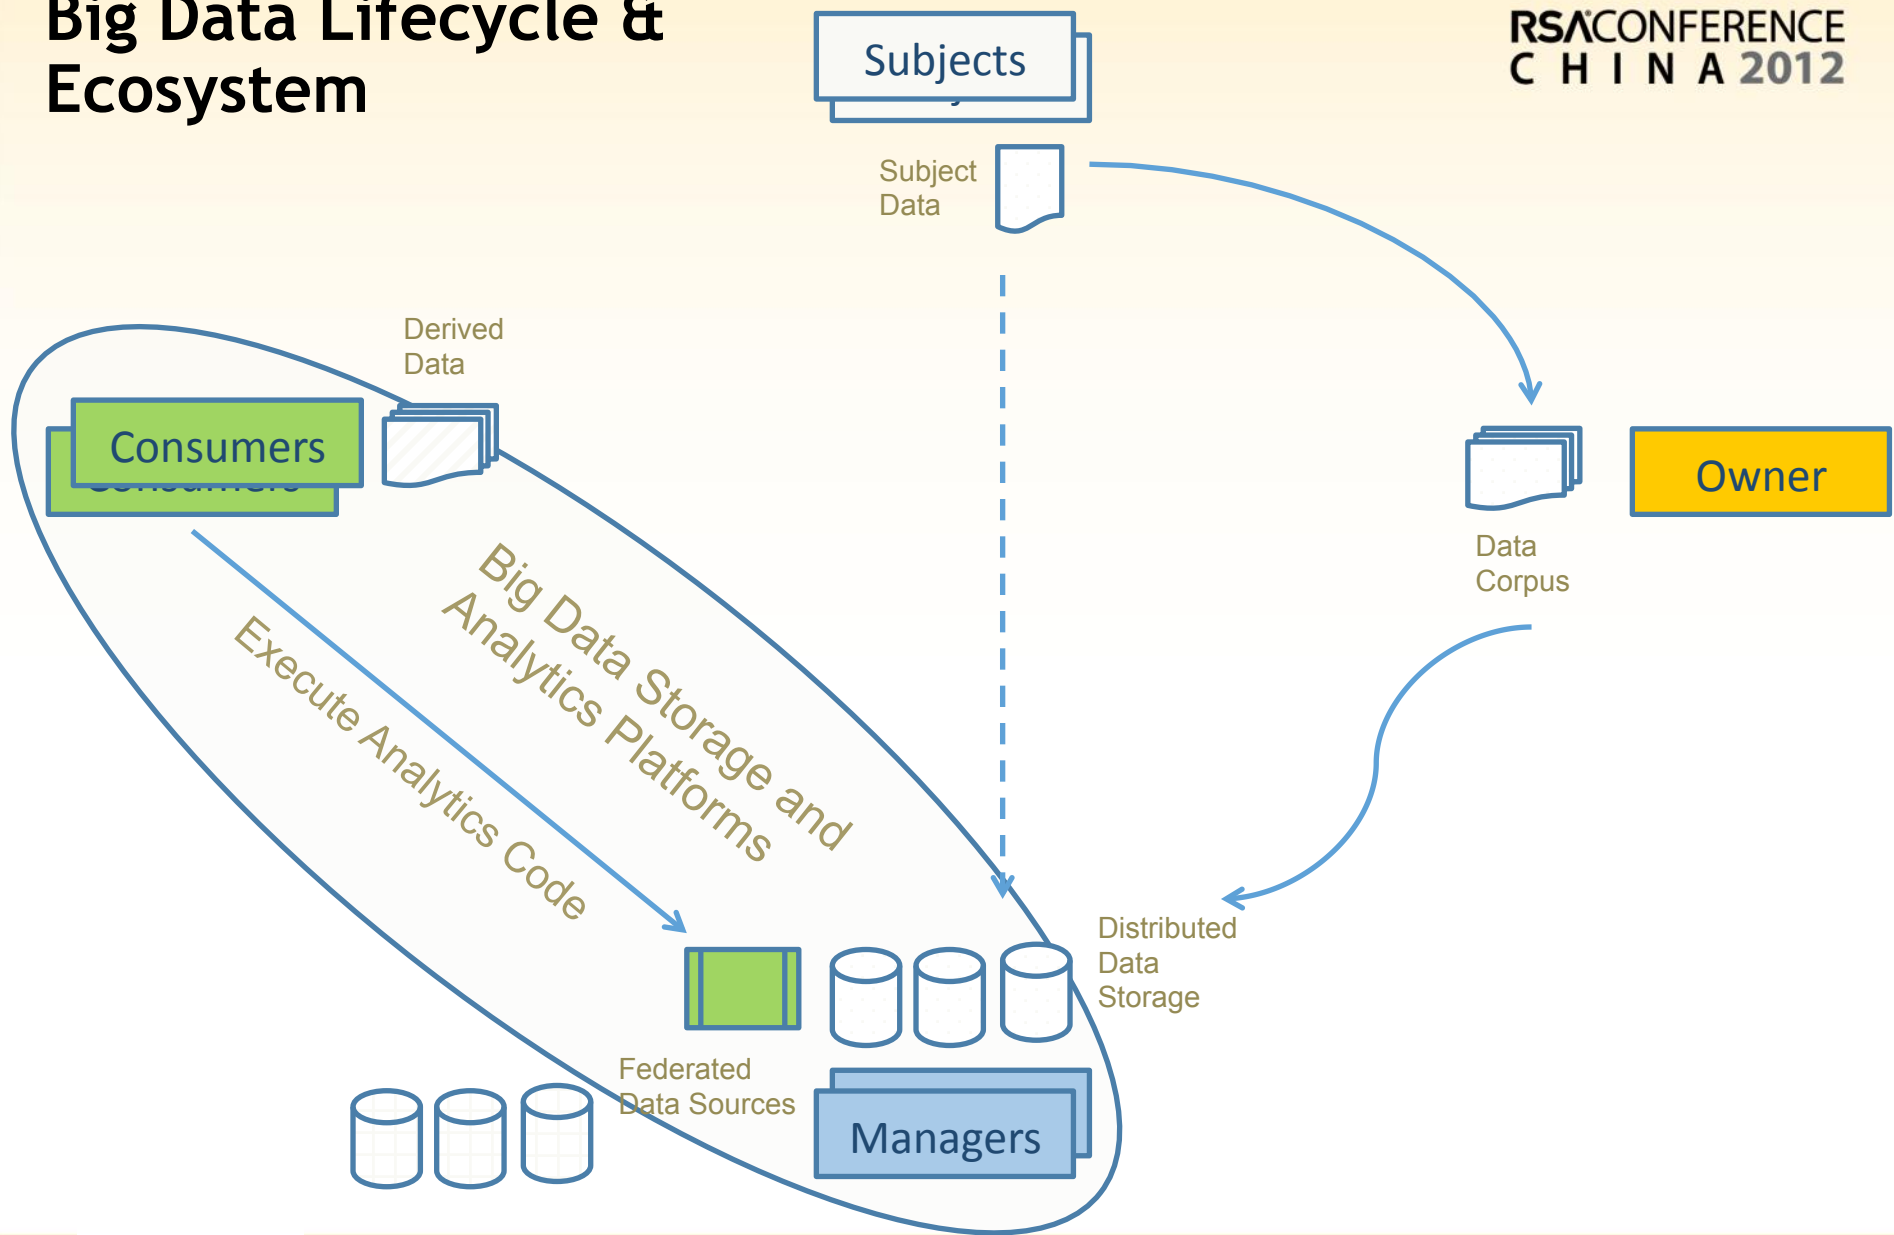 Big Data Lifecycle &
Ecosystem
RSACONFERENCE
CHINA 2012
Subjects
Subject
Data
Derived
Data
Consumers
Consumers
Owner
Data
Corpus
Big Data Storage and
Analytics Platforms
Execute Analytics Code
Distributed
Data
Storage
Federated
Data Sources
Managers